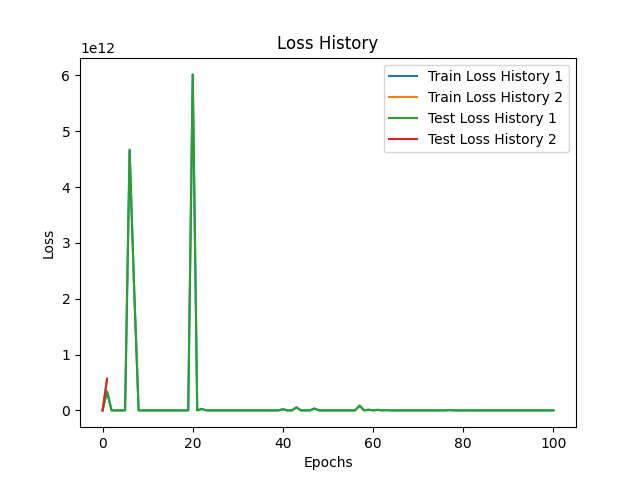 Loss History
1e12
Train Loss History 1
Train Loss History 2
Test Loss History 1
Test Loss History 2
6
5
4
3
2
1
0
Loss
0 20 40 60 80 100
Epochs